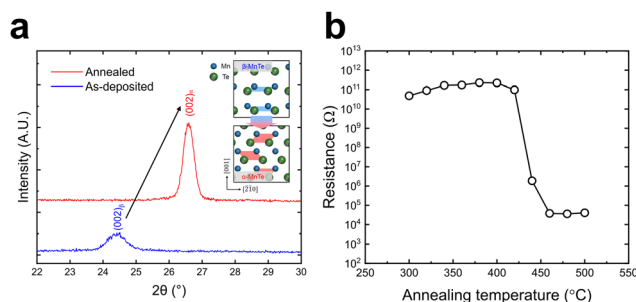 a
Annealed
As-deposited
Mn
Te
β-MnTe
α-MnTe
[001]
[2̄1̄0]
(002)α
(002)β
Intensity (A.U.)
22 23 24 25 26 27 28 29 30
2θ (°)
b
10¹³
10¹²
10¹¹
10¹⁰
10⁹
10⁸
10⁷
10⁶
10⁵
10⁴
10³
10²
Resistance (Ω)
250 300 350 400 450 500 550
Annealing temperature (°C)